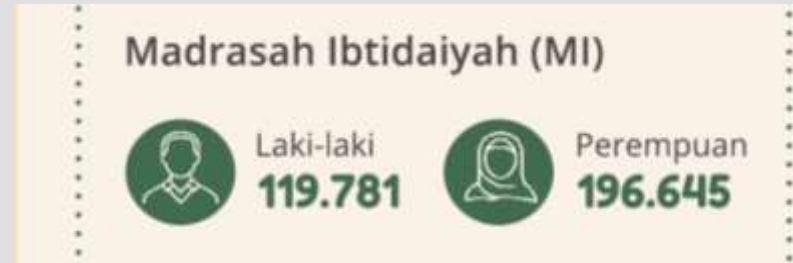 Madrasah Ibtidaiyah (MI)
Laki-laki
119.781
Perempuan
196.645